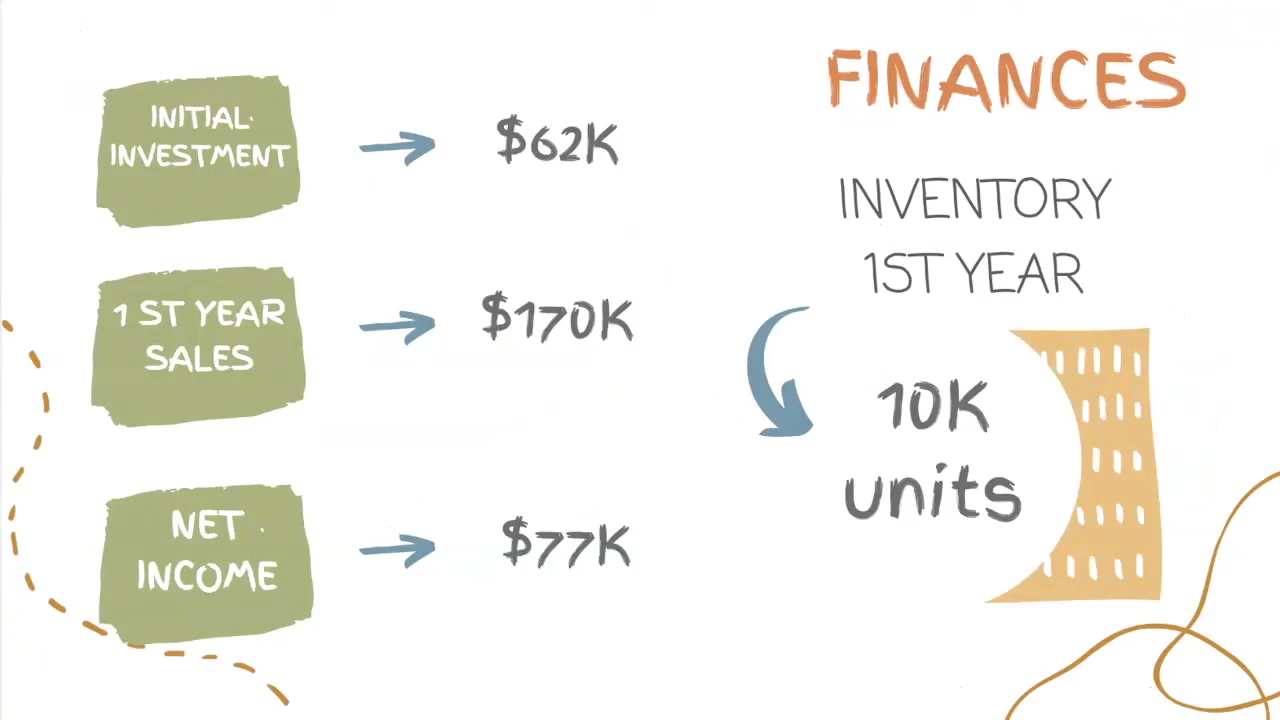 FINANCES
INITIAL
INVESTMENT
$62K
1 ST YEAR
SALES
$170K
NET
INCOME
$77K
INVENTORY
1ST YEAR
10K
units